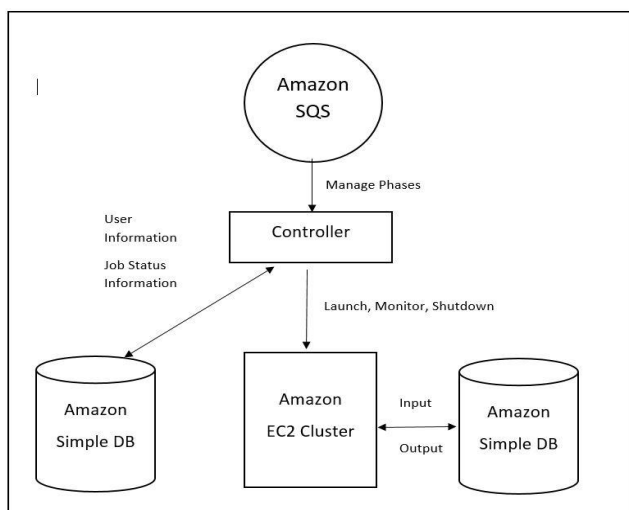 Amazon
SQS
Manage Phases
User
Information
Controller
Job Status
Information
Launch, Monitor, Shutdown
Amazon
Simple DB
Amazon
EC2 Cluster
Input
Output
Amazon
Simple DB